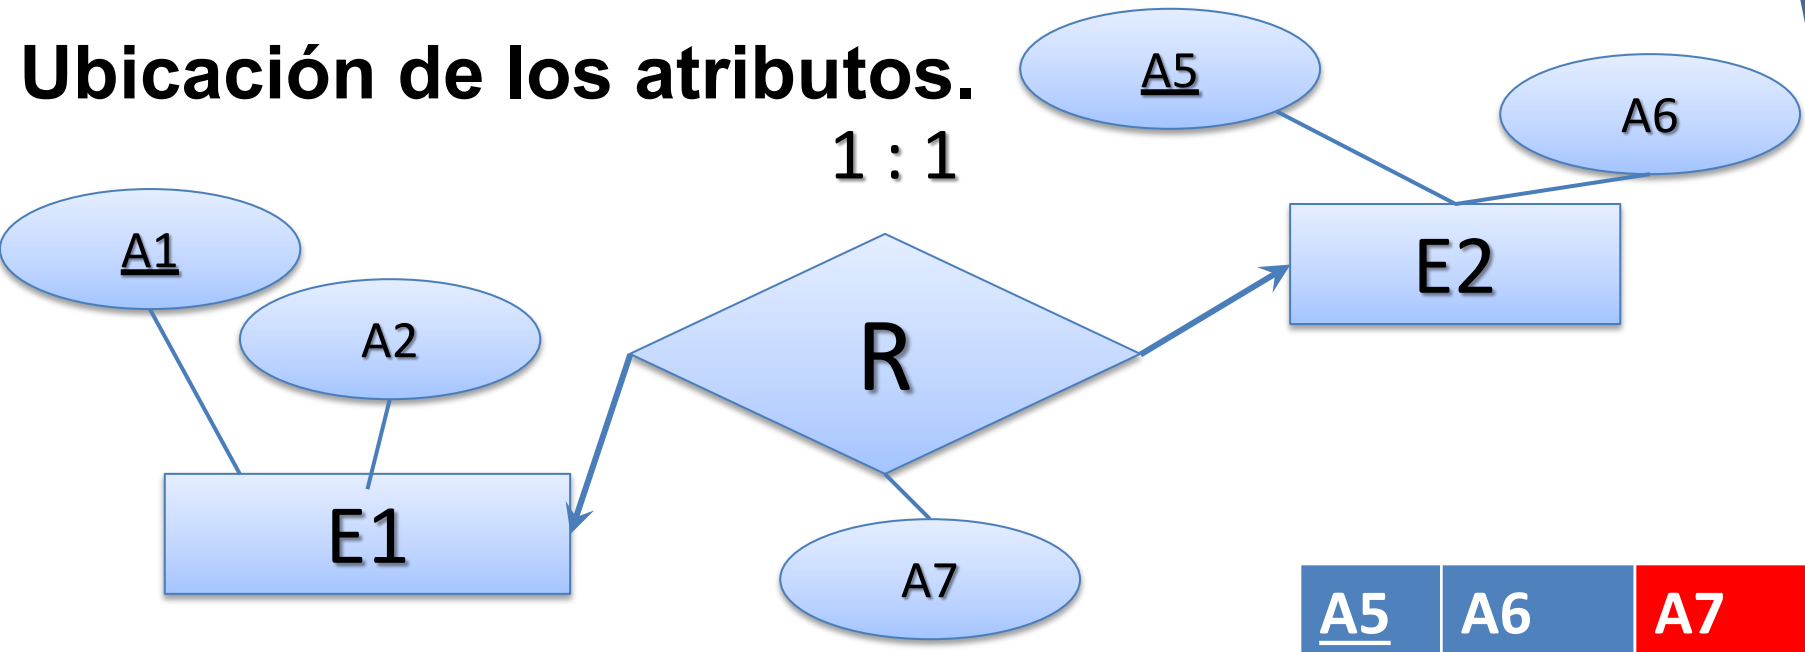 Ubicación de los atributos.
1 : 1
A5
A6
A1
A2
E2
R
E1
A7
A5 A6 A7